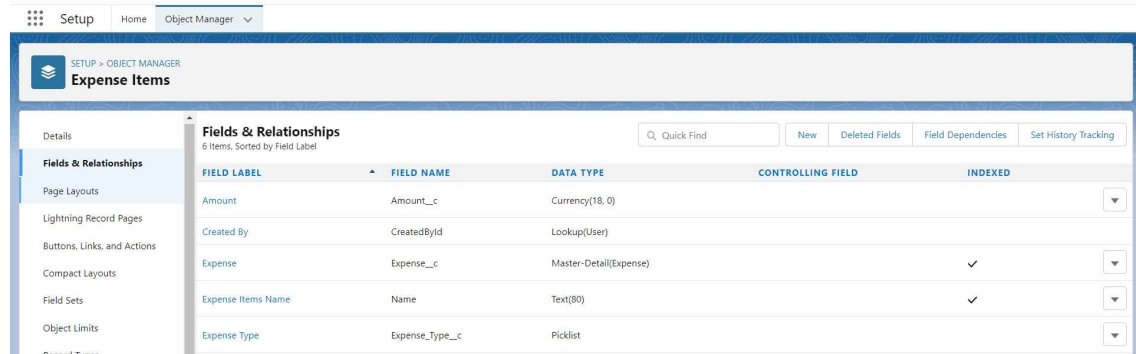 Setup Home Object Manager
SETUP > OBJECT MANAGER
Expense Items
Details
Fields & Relationships
Page Layouts
Lightning Record Pages
Buttons, Links, and Actions
Compact Layouts
Field Sets
Object Limits
Record Types
Fields & Relationships
6 Items, Sorted by Field Label
Quick Find New Deleted Fields Field Dependencies Set History Tracking
FIELD LABEL FIELD NAME DATA TYPE CONTROLLING FIELD INDEXED
Amount Amount__c Currency(18, 0)
Created By CreatedById Lookup(User)
Expense Expense__c Master-Detail(Expense)
Expense Items Name Name Text(80)
Expense Type Expense_Type__c Picklist